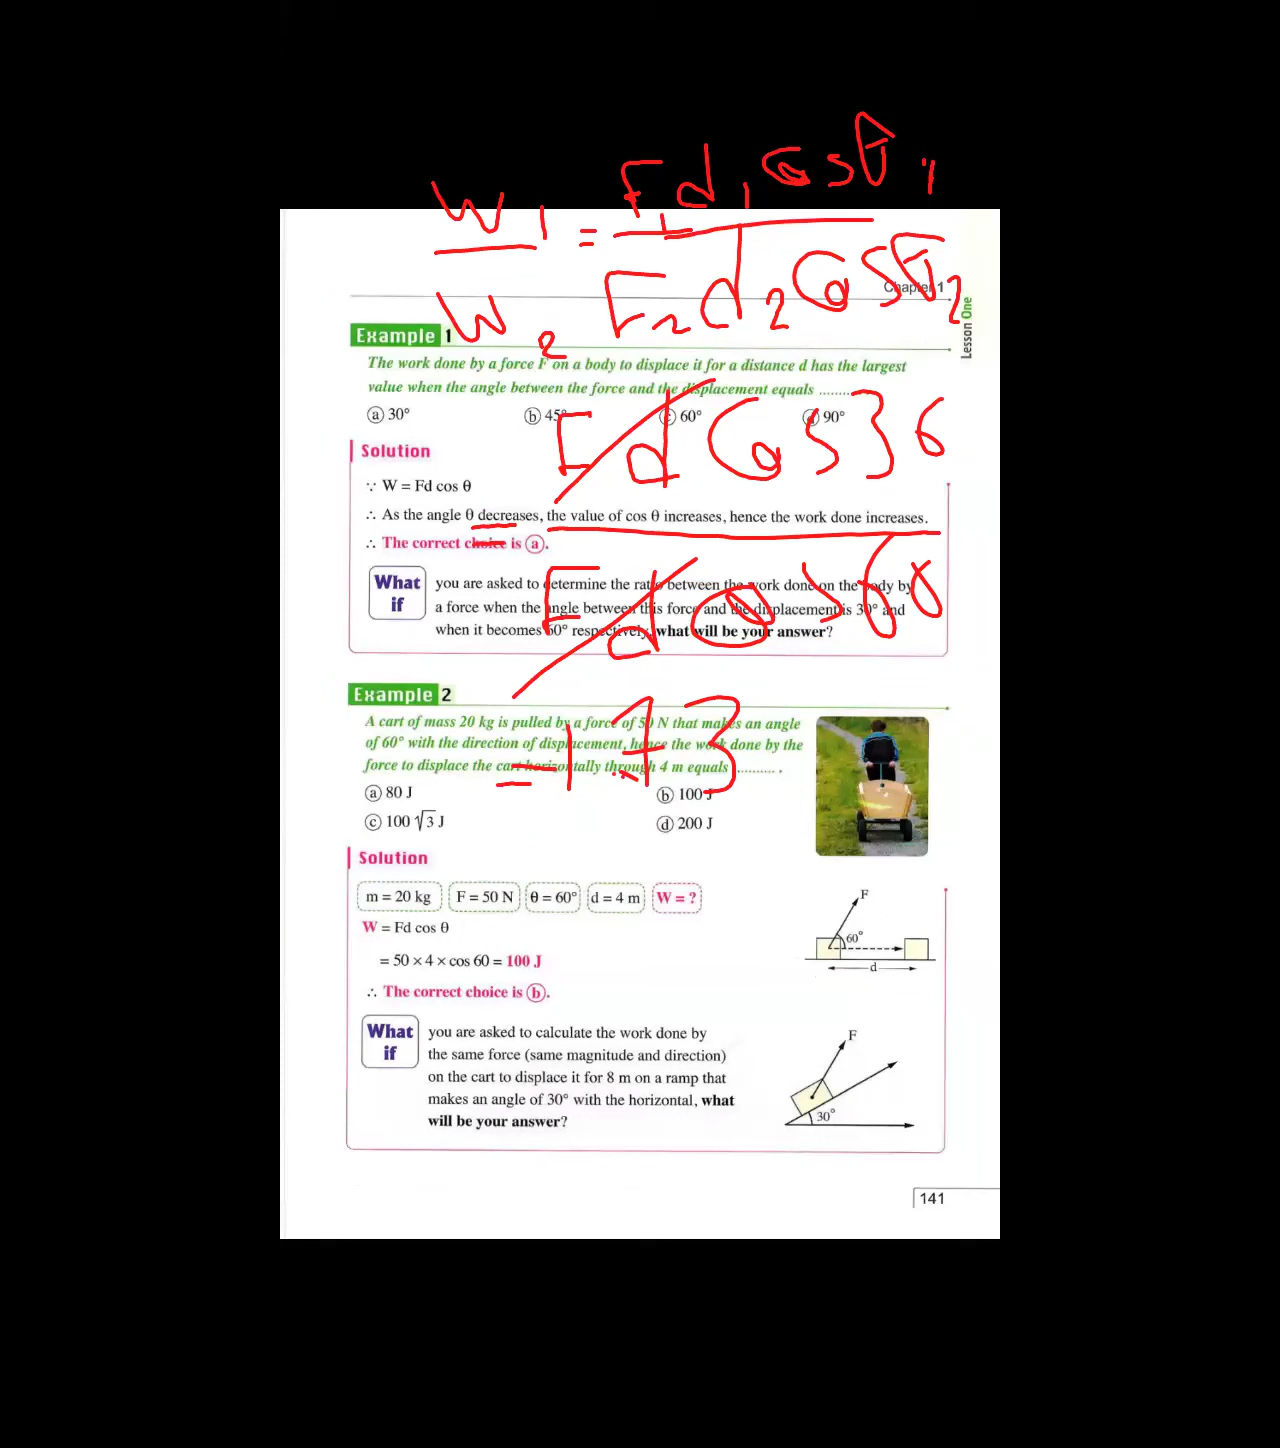 W1 = F1 d1 cosθ1
W2 F2 d2 cosθ2
Chapter 1
Lesson One
Example 1
The work done by a force F on a body to displace it for a distance d has the largest
value when the angle between the force and the displacement equals ..........
ⓐ 30° ⓑ 45° ⓒ 60° ⓓ 90°
F d cos 30
Solution
∵ W = Fd cos θ
∴ As the angle θ decreases, the value of cos θ increases, hence the work done increases.
∴ The correct choice is ⓐ.
F d cos 60
What if
you are asked to determine the ratio between the work done on the body by
a force when the angle between this force and the displacement is 30° and
when it becomes 60° respectively, what will be your answer?
= 1.73
Example 2
A cart of mass 20 kg is pulled by a force of 50 N that makes an angle
of 60° with the direction of displacement, hence the work done by the
force to displace the cart horizontally through 4 m equals .......... .
ⓐ 80 J ⓑ 100 J
ⓒ 100 √3 J ⓓ 200 J
Solution
m = 20 kg F = 50 N θ = 60° d = 4 m W = ?
W = Fd cos θ
= 50 × 4 × cos 60 = 100 J
∴ The correct choice is ⓑ.
F
60°
d
What if
you are asked to calculate the work done by
the same force (same magnitude and direction)
on the cart to displace it for 8 m on a ramp that
makes an angle of 30° with the horizontal, what
will be your answer?
F
30°
141